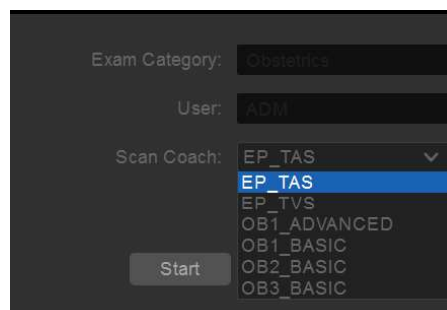 Exam Category: Obstetrics
User: ADM
Scan Coach: EP_TAS
EP_TAS
EP_TVS
OB1_ADVANCED
OB1_BASIC
Start
OB2_BASIC
OB3_BASIC